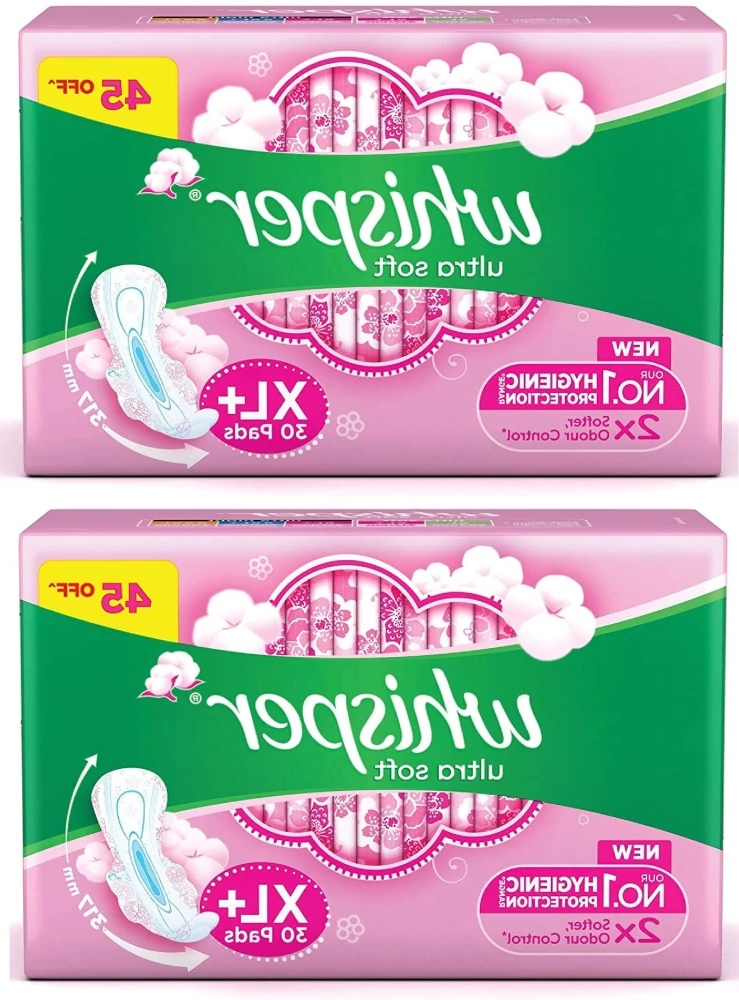 45 OFF^
whisper®
ultra soft
NEW
OUR
NO.1 HYGIENIC
PROTECTION
RANGE*
2X Softer,
Odour Control*
XL+
30 Pads
317 mm
45 OFF^
whisper®
ultra soft
NEW
OUR
NO.1 HYGIENIC
PROTECTION
RANGE*
2X Softer,
Odour Control*
XL+
30 Pads
317 mm